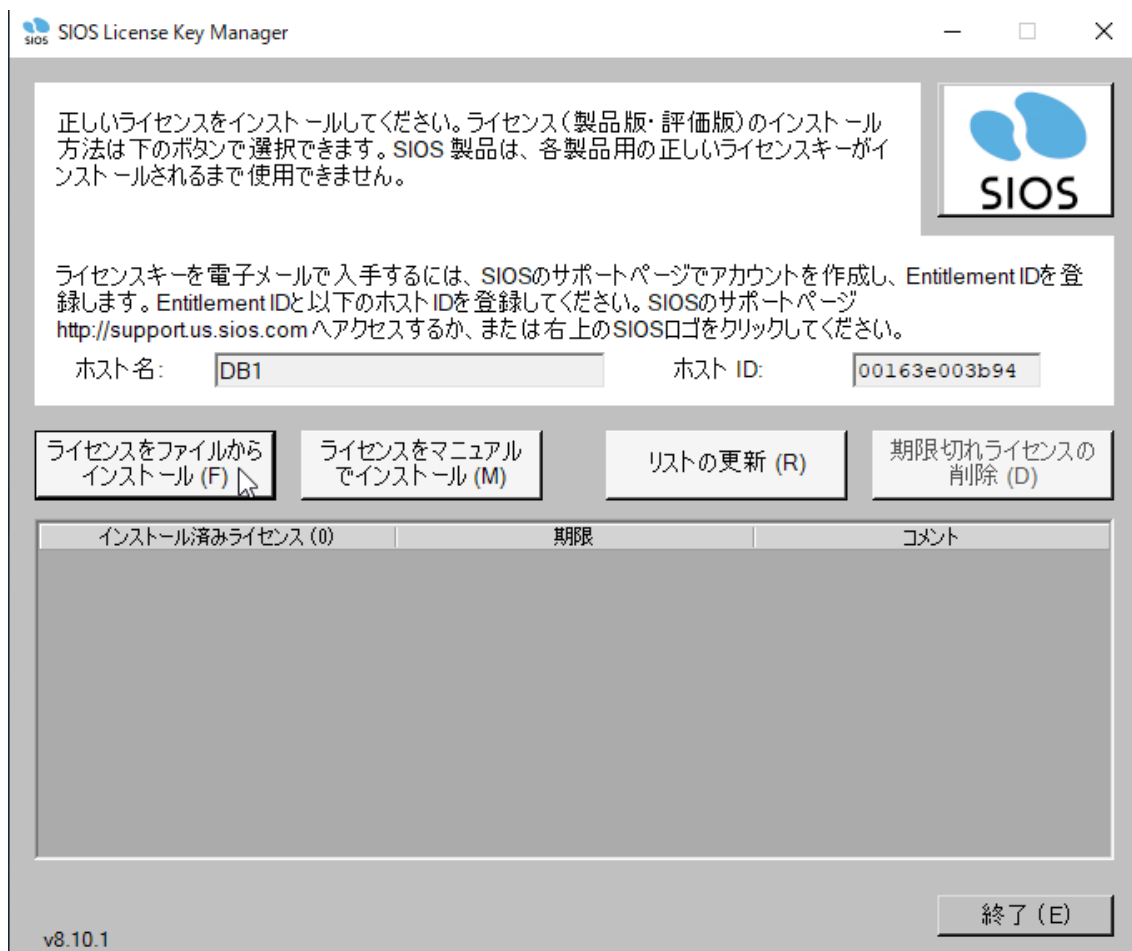 SIOS SIOS License Key Manager
正しいライセンスをインストールしてください。ライセンス(製品版・評価版)のインストール
方法は下のボタンで選択できます。SIOS 製品は、各製品用の正しいライセンスキーがイ
ンストールされるまで使用できません。
SIOS
ライセンスキーを電子メールで入手するには、SIOSのサポートページでアカウントを作成し、Entitlement IDを登
録します。Entitlement IDと以下のホストIDを登録してください。SIOSのサポートページ
http://support.us.sios.com へアクセスするか、または右上のSIOSロゴをクリックしてください。
ホスト名: DB1 ホスト ID: 00163e003b94
ライセンスをファイルから
インストール (F)
ライセンスをマニュアル
でインストール (M)
リストの更新 (R)
期限切れライセンスの
削除 (D)
インストール済みライセンス (0) 期限 コメント
終了 (E)
v8.10.1